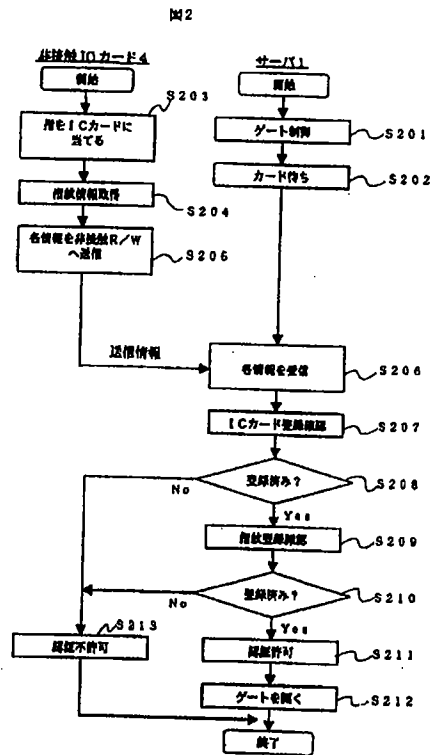 図2
非接触ICカード4
開始
S203
指をICカードに
当てる
指紋情報取得
S204
各情報を非接触R/W
へ送信
S205
送信情報
サーバ1
開始
ゲート制御
S201
カード待ち
S202
各情報を受信
S206
ICカード登録確認
S207
登録済み?
S208
No
Yes
指紋登録確認
S209
登録済み?
S210
No
Yes
S213
認証不許可
認証許可
S211
ゲートを開く
S212
終了